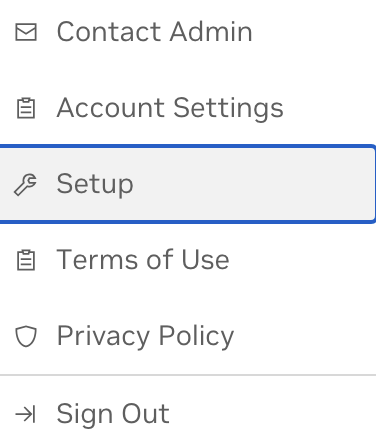 Contact Admin
Account Settings
Setup
Terms of Use
Privacy Policy
Sign Out